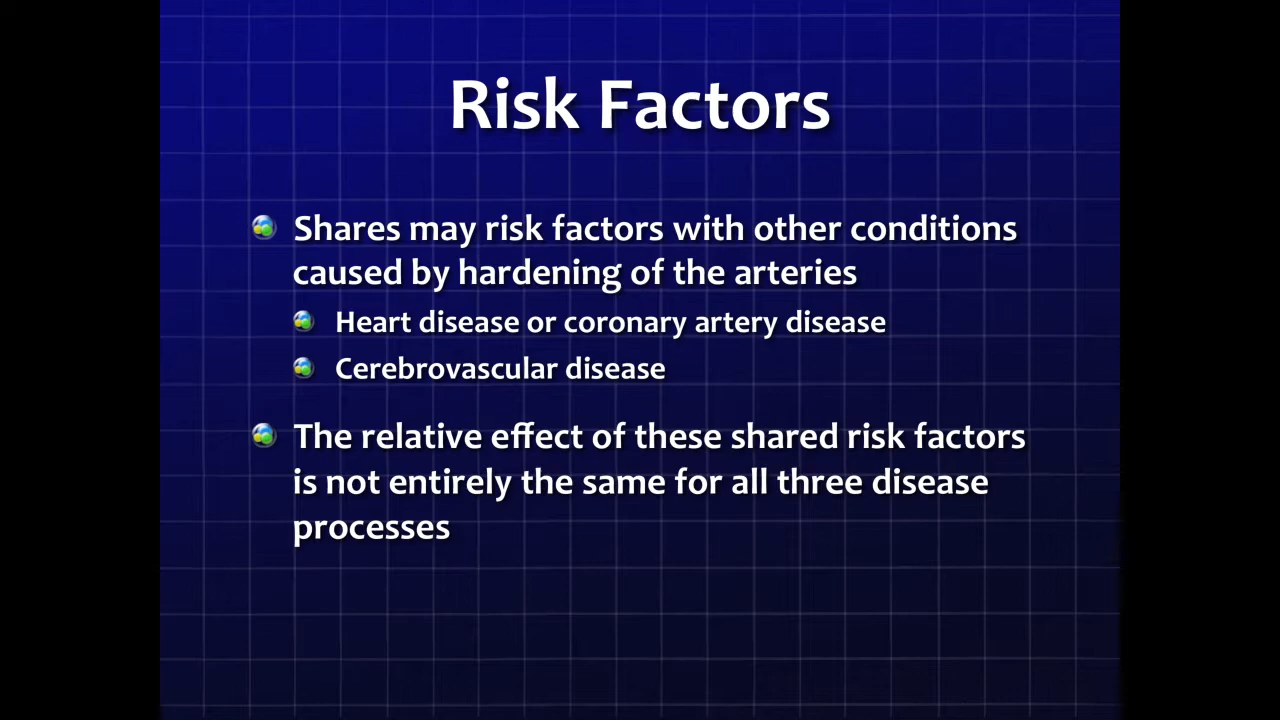 Risk Factors
Shares may risk factors with other conditions
caused by hardening of the arteries
Heart disease or coronary artery disease
Cerebrovascular disease
The relative effect of these shared risk factors
is not entirely the same for all three disease
processes